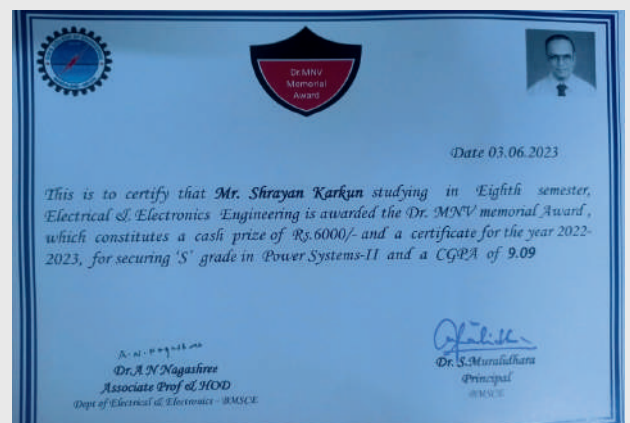 Dr.MNV
Memorial
Award
Date 03.06.2023
This is to certify that Mr. Shrayan Karkun studying in Eighth semester,
Electrical & Electronics Engineering is awarded the Dr. MNV memorial Award ,
which constitutes a cash prize of Rs.6000/- and a certificate for the year 2022-
2023, for securing ‘S’ grade in Power Systems-II and a CGPA of 9.09
A.N.Nagashree
Dr.A N Nagashree
Associate Prof & HOD
Dept of Electrical & Electronics - BMSCE
Dr. S.Muralidhara
Principal
BMSCE